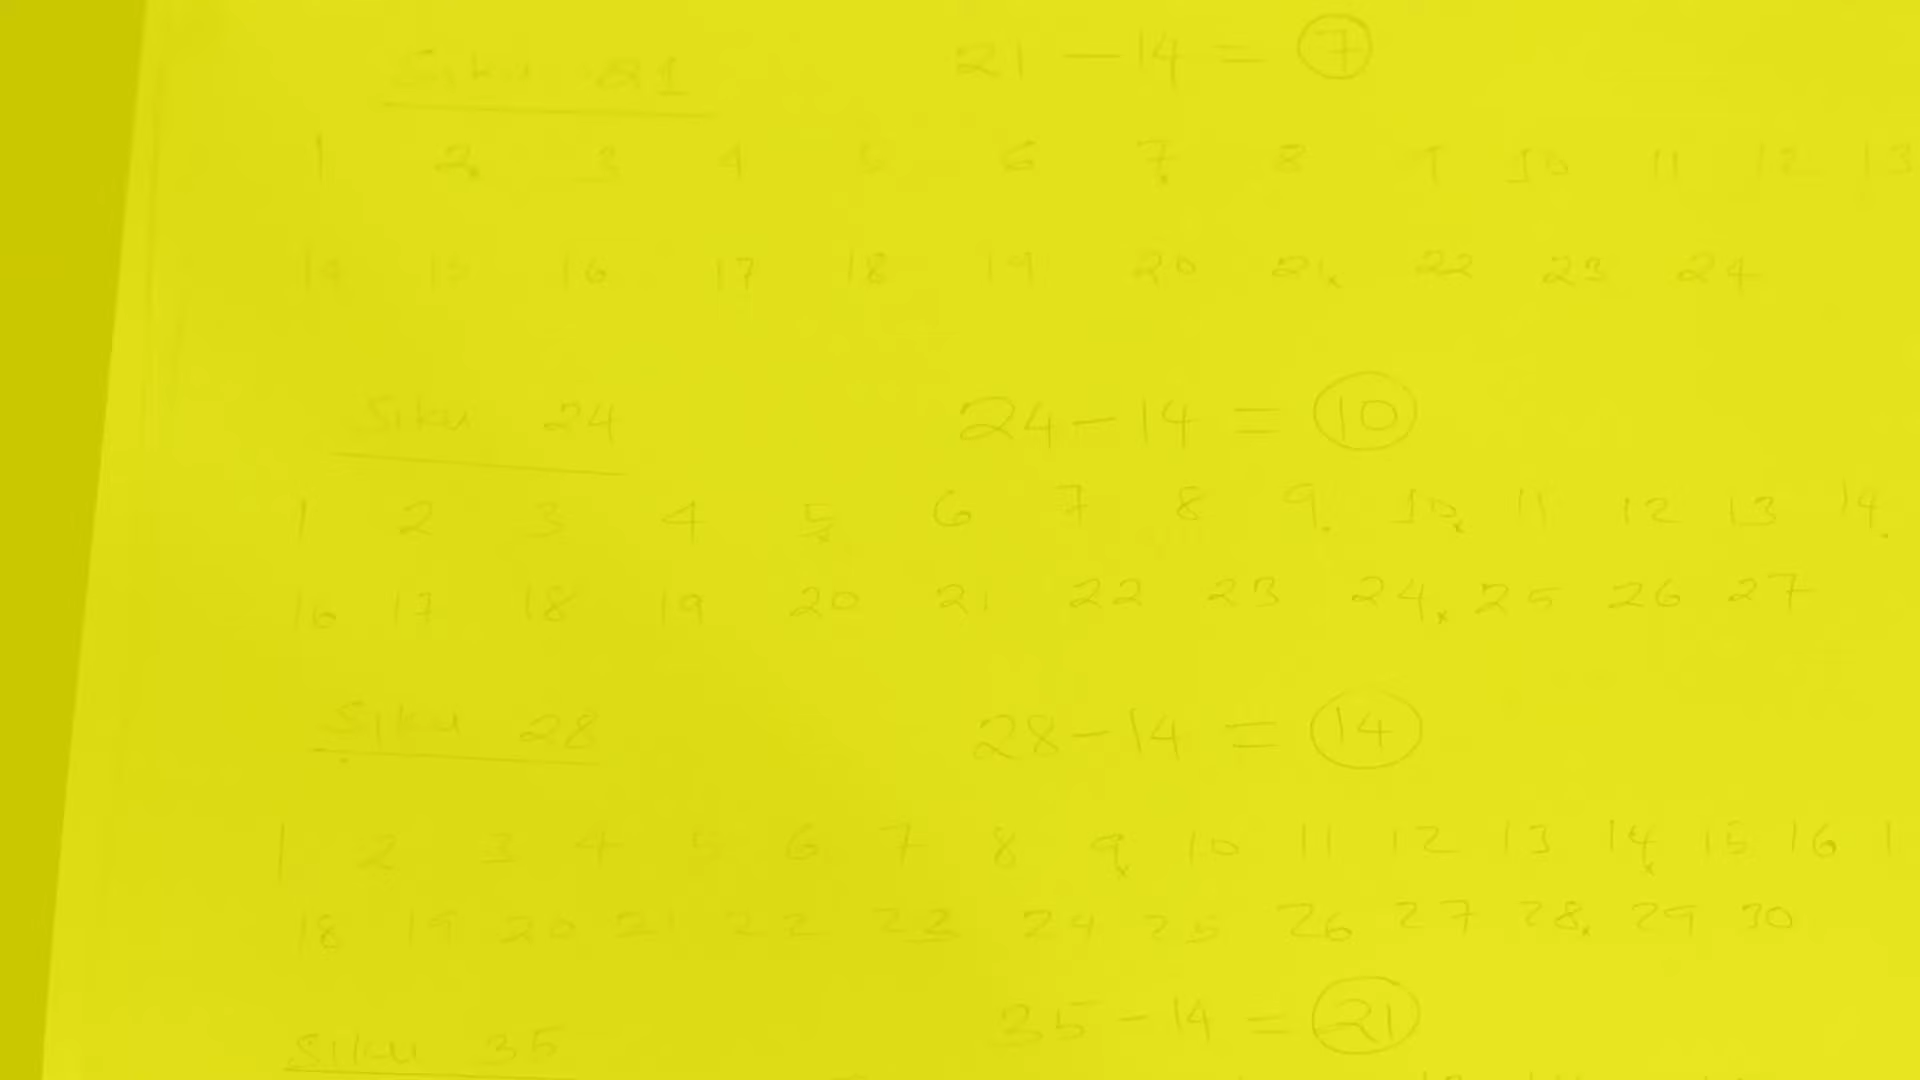 Siku 21 21 - 14 = 7
1 2 3 4 5 6 7 8 9 10 11 12 13
14 15 16 17 18 19 20 21 22 23 24
Siku 24 24 - 14 = 10
1 2 3 4 5 6 7 8 9 10 11 12 13 14
16 17 18 19 20 21 22 23 24 25 26 27
Siku 28 28 - 14 = 14
1 2 3 4 5 6 7 8 9 10 11 12 13 14 15 16 1
18 19 20 21 22 23 24 25 26 27 28 29 30
Siku 35 35 - 14 = 21